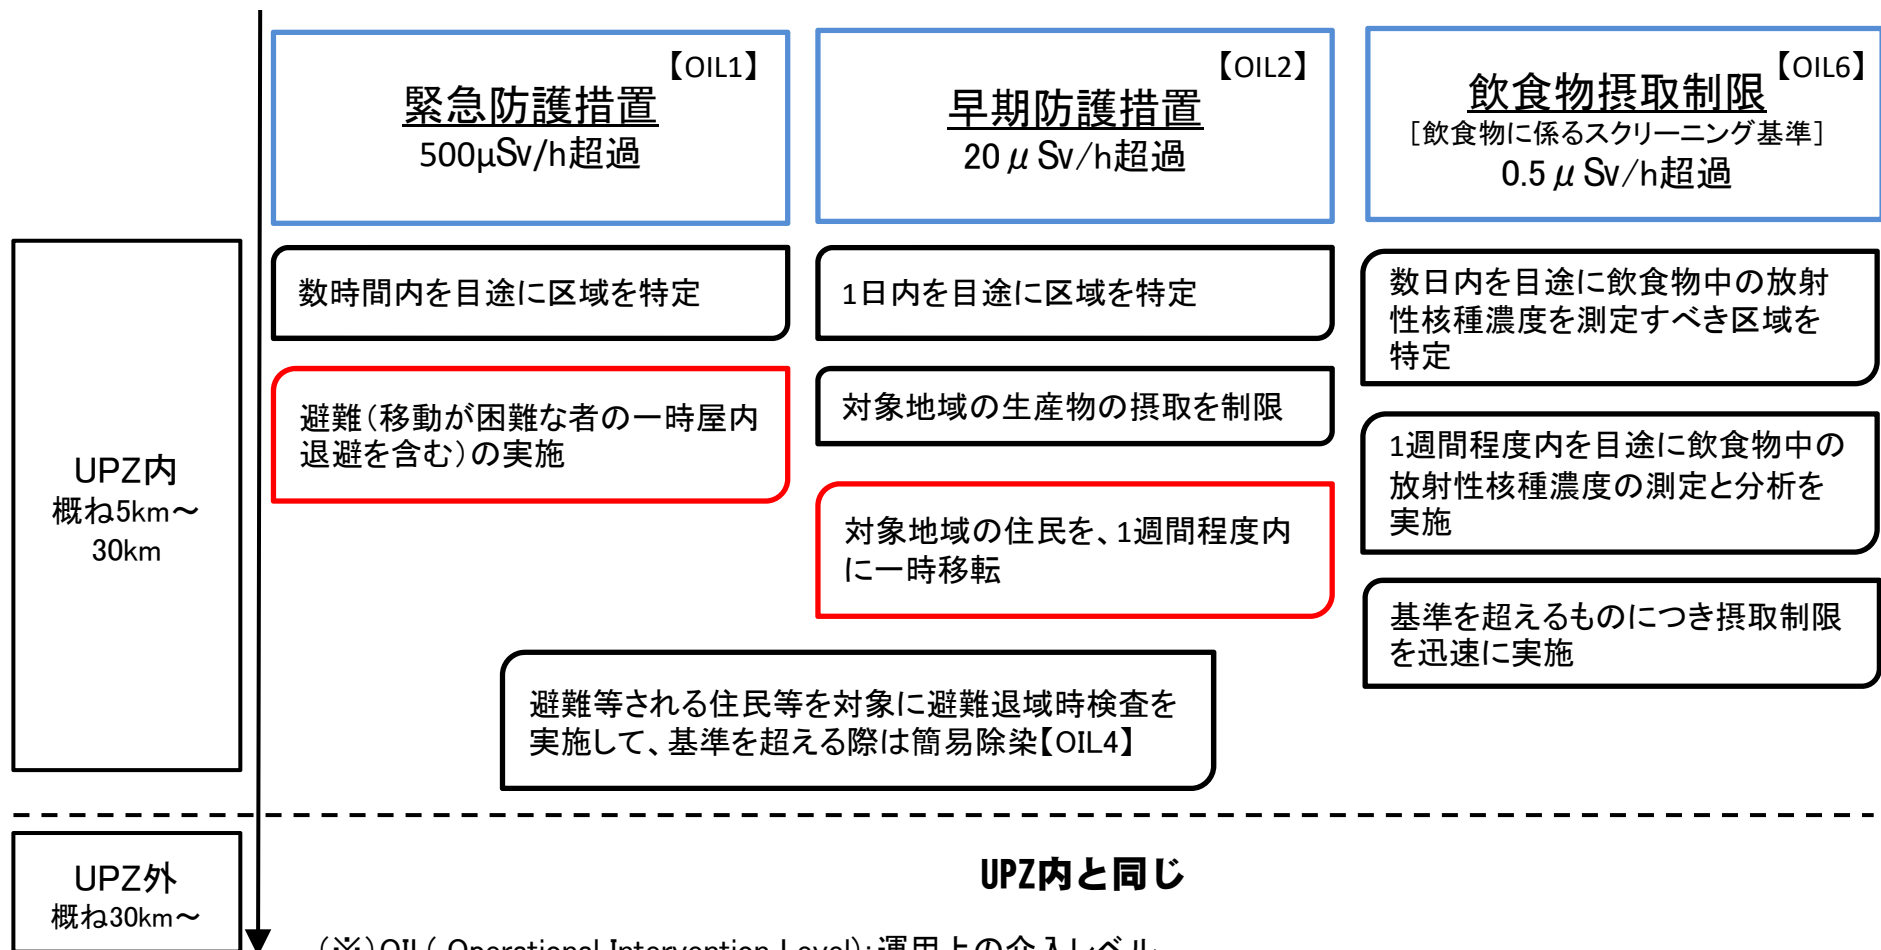 【OIL1】
緊急防護措置
500μSv/h超過
【OIL2】
早期防護措置
20μSv/h超過
【OIL6】
飲食物摂取制限
[飲食物に係るスクリーニング基準]
0.5μSv/h超過
UPZ内
概ね5km~
30km
数時間内を目途に区域を特定
避難(移動が困難な者の一時屋内
退避を含む)の実施
1日内を目途に区域を特定
対象地域の生産物の摂取を制限
対象地域の住民を、1週間程度内
に一時移転
数日内を目途に飲食物中の放射
性核種濃度を測定すべき区域を
特定
1週間程度内を目途に飲食物中の
放射性核種濃度の測定と分析を
実施
基準を超えるものにつき摂取制限
を迅速に実施
避難等される住民等を対象に避難退域時検査を
実施して、基準を超える際は簡易除染【OIL4】
UPZ外
概ね30km~
UPZ内と同じ
(※)OIL( Operational Intervention Level):運用上の介入レベル